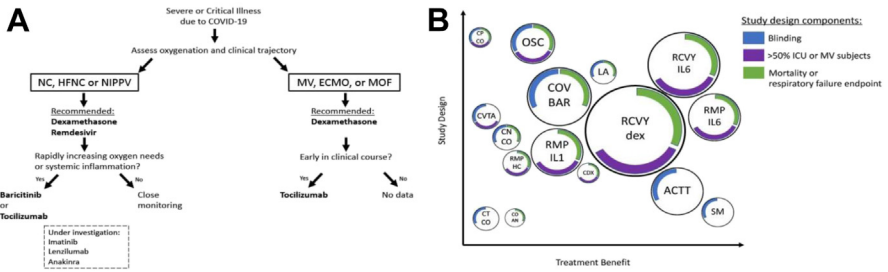 A
Severe or Critical Illness
due to COVID-19
Assess oxygenation and clinical trajectory
NC, HFNC or NIPPV
MV, ECMO, or MOF
Recommended:
Dexamethasone
Remdesivir
Recommended:
Dexamethasone
Rapidly increasing oxygen needs
or systemic inflammation?
Early in clinical course?
Yes
No
Yes
No
Baricitinib
or
Tocilizumab
Close
monitoring
Tocilizumab
No data
Under investigation:
Imatinib
Lenzilumab
Anakinra
B
Study Design
Treatment Benefit
CP
CO
OSC
LA
RCVY
IL6
COV
BAR
CVTA
CN
CO
RMP
HC
RMP
IL1
COX
RCVY
dex
RMP
IL6
ACTT
SM
CT
CO
CO
AN
Study design components:
Blinding
>50% ICU or MV subjects
Mortality or
respiratory failure endpoint